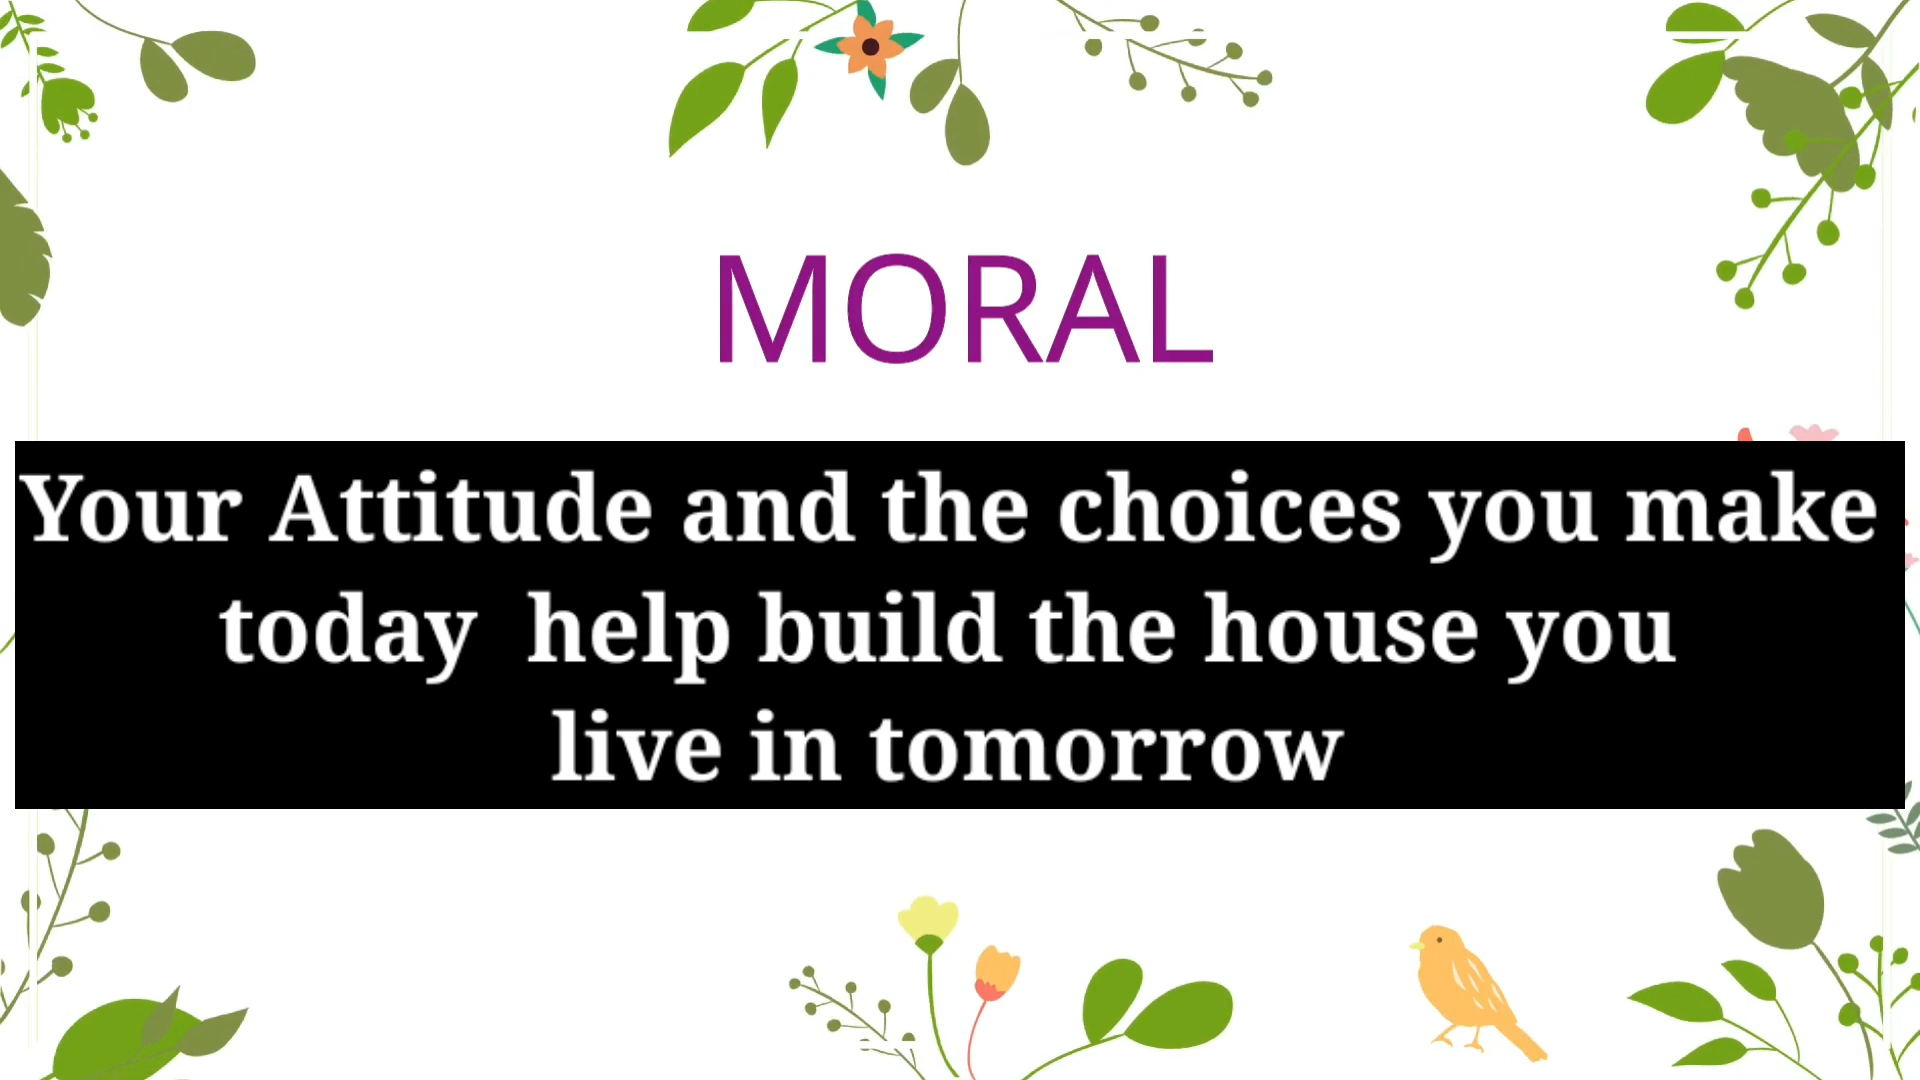 MORAL
Your Attitude and the choices you make
today  help build the house you
live in tomorrow